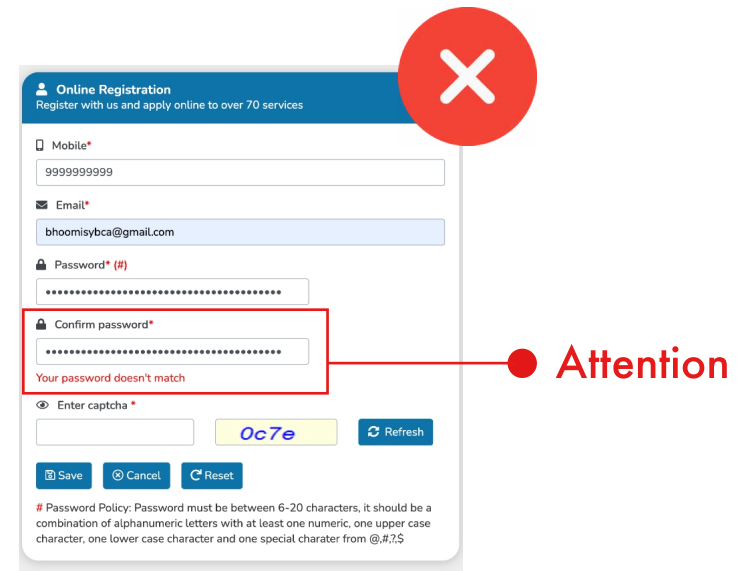 Online Registration
Register with us and apply online to over 70 services
Mobile*
9999999999
Email*
bhoomisybca@gmail.com
Password* (#)
Confirm password*
Your password doesn't match
Attention
Enter captcha *
0c7e
Refresh
Save Cancel Reset
# Password Policy: Password must be between 6-20 characters, it should be a
combination of alphanumeric letters with at least one numeric, one upper case
character, one lower case character and one special charater from @,#,?,$